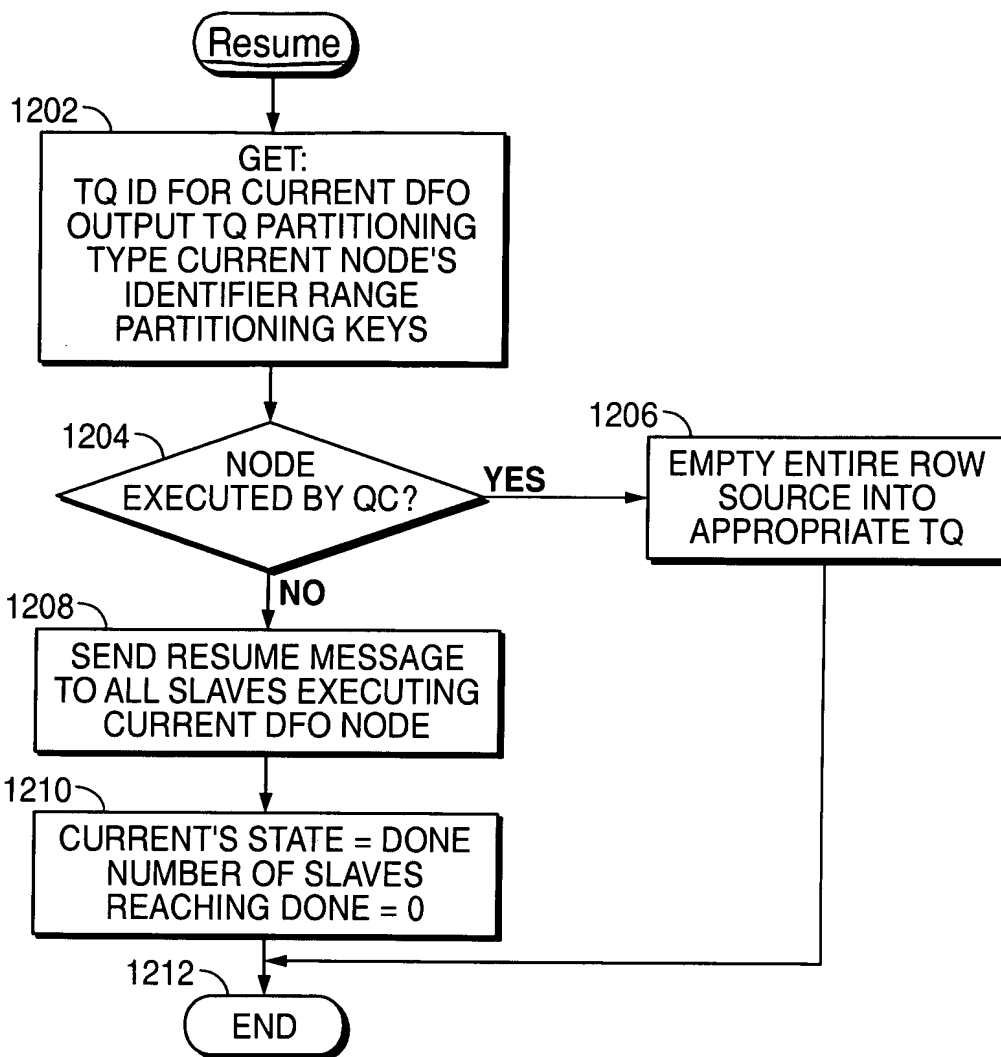 Resume
1202
GET:
TQ ID FOR CURRENT DFO
OUTPUT TQ PARTITIONING
TYPE CURRENT NODE'S
IDENTIFIER RANGE
PARTITIONING KEYS
1204
NODE
EXECUTED BY QC?
YES
1206
EMPTY ENTIRE ROW
SOURCE INTO
APPROPRIATE TQ
NO
1208
SEND RESUME MESSAGE
TO ALL SLAVES EXECUTING
CURRENT DFO NODE
1210
CURRENT'S STATE = DONE
NUMBER OF SLAVES
REACHING DONE = 0
1212
END